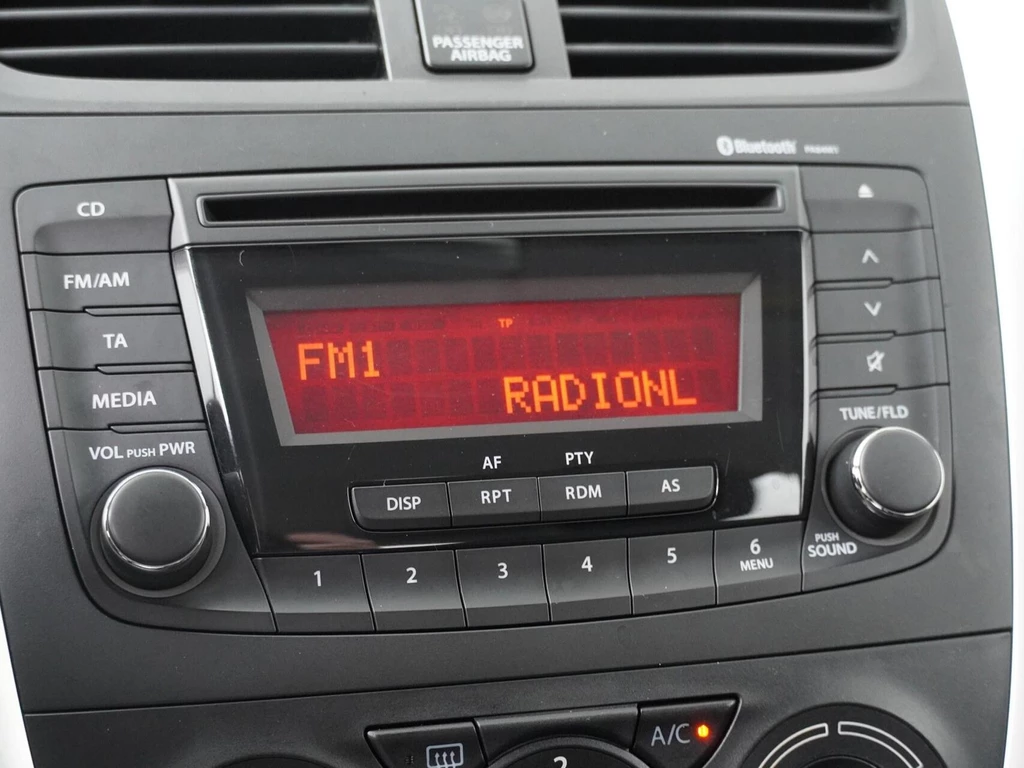 PASSENGER
AIRBAG
Bluetooth
CD
FM/AM
TA
MEDIA
VOL PUSH PWR
TP
FM1
RADIONL
AF PTY
DISP RPT RDM AS
1 2 3 4 5 6
MENU
TUNE/FLD
PUSH
SOUND
A/C
2